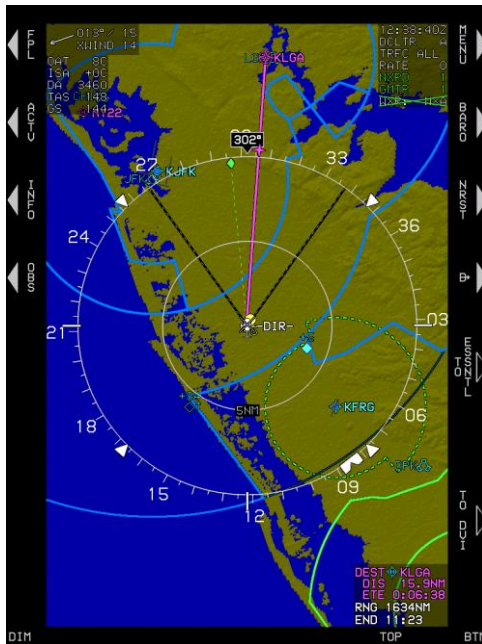 FPL
013° / 15
XWIND 14
OAT 8C
ISA +0C
DA 3460
TAS 148
GS 144
12:38:40Z
DCLTR A
TRFC ALL
RATE 0
MENU
KLGA
ACTV
BARO
302°
33
27
KJFK
INFO
NRST
24
36
OBS
21
-DIR-
03
ESSNTL
TO
5NM
KFRG
18
06
15
09
12
TO DUI
DEST KLGA
DIS 15.9NM
ETE 0:06:38
RNG 1634NM
END 11:23
DIM
TOP
BTM